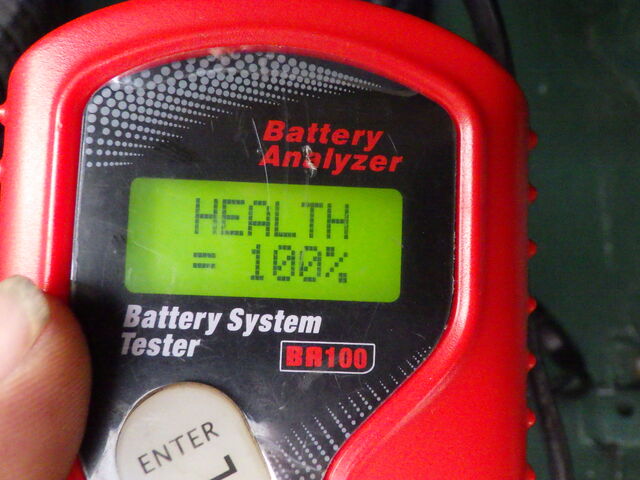 Battery
Analyzer
HEALTH
= 100%
Battery System
Tester
BA100
ENTER